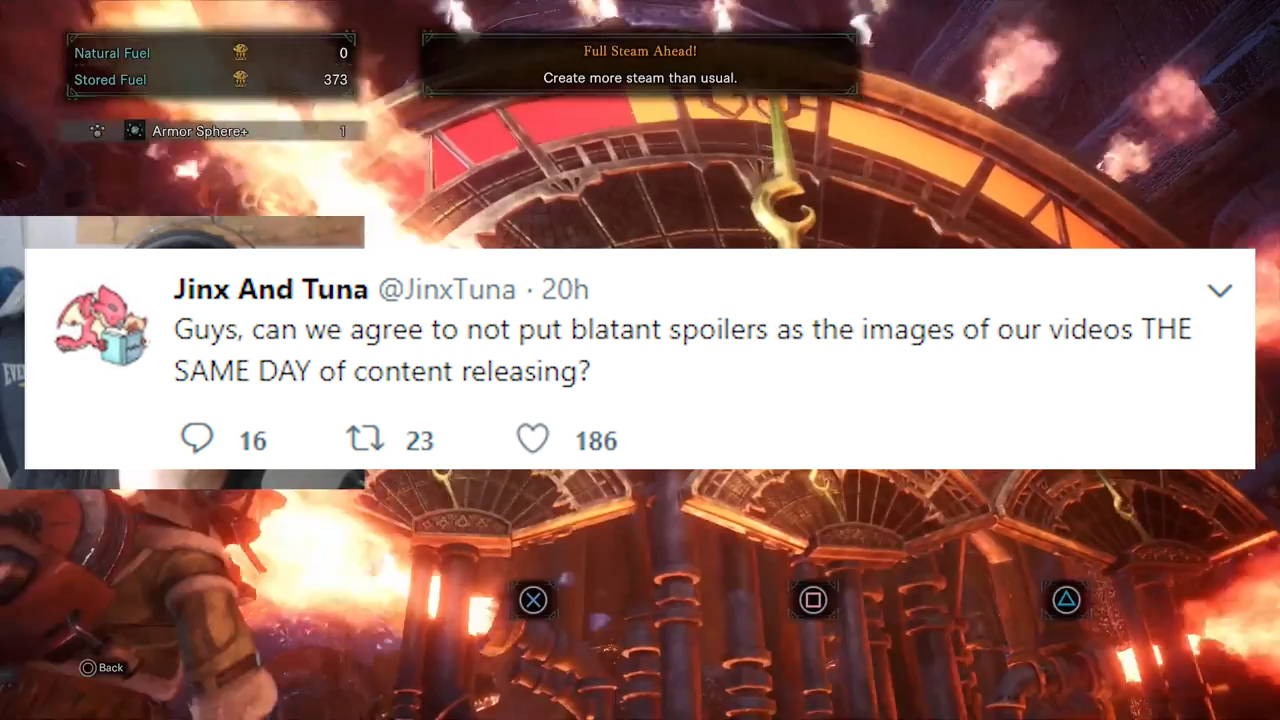 Natural Fuel 0
Stored Fuel 373
Full Steam Ahead!
Create more steam than usual.
Armor Sphere+ 1
Jinx And Tuna @JinxTuna · 20h
Guys, can we agree to not put blatant spoilers as the images of our videos THE
SAME DAY of content releasing?
16 23 186
Back